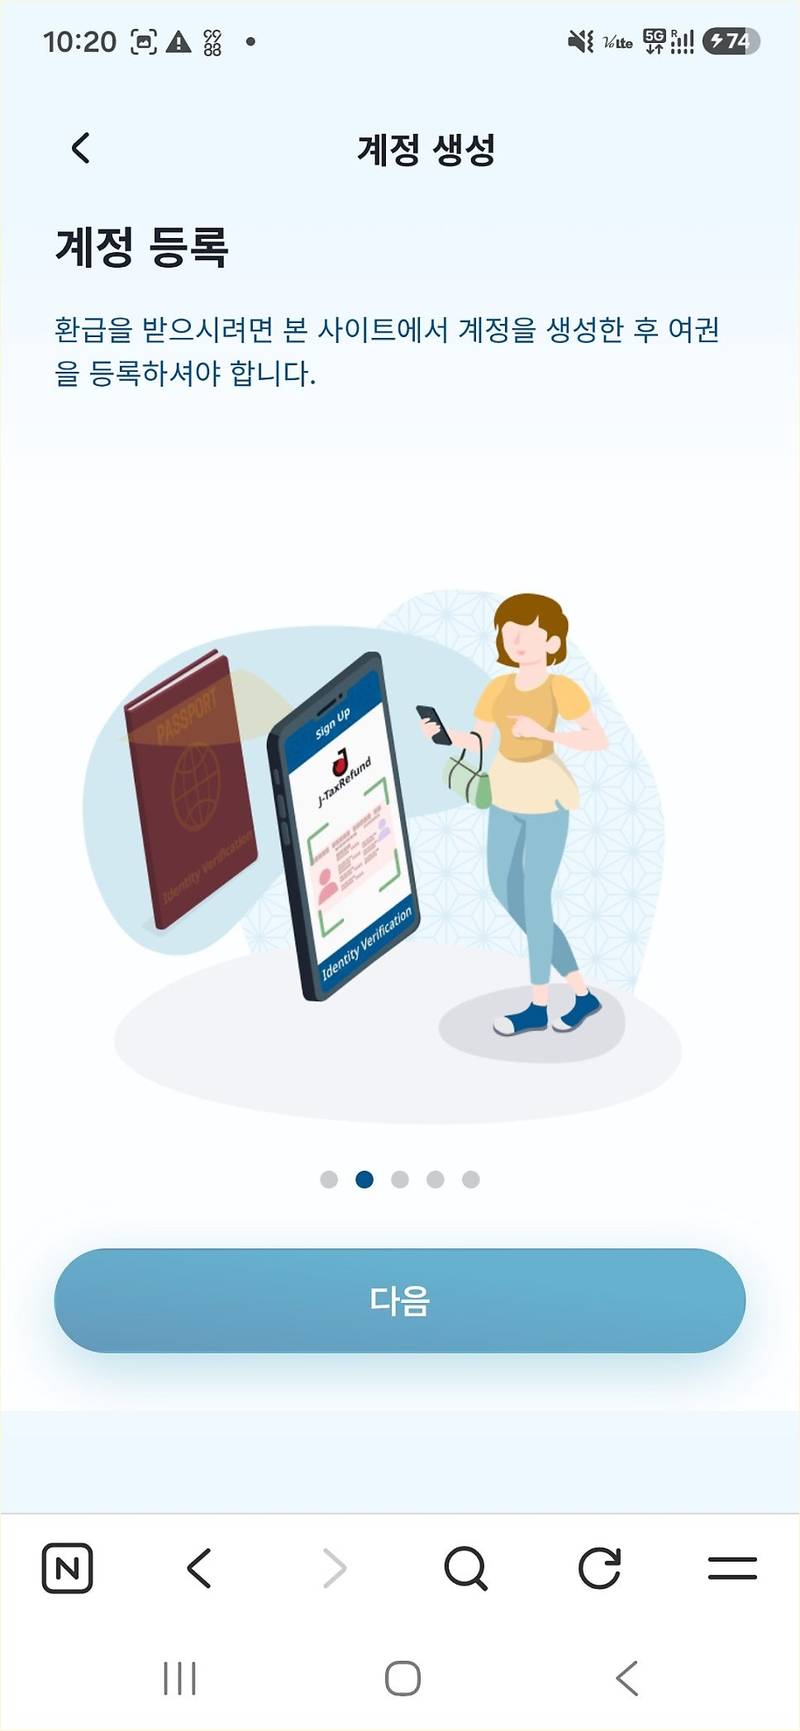 10:20
VoLTE 5G R 74
계정 생성
계정 등록
환급을 받으시려면 본 사이트에서 계정을 생성한 후 여권
을 등록하셔야 합니다.
PASSPORT
Identity Verification
Sign Up
J-TaxRefund
Identity Verification
다음
N